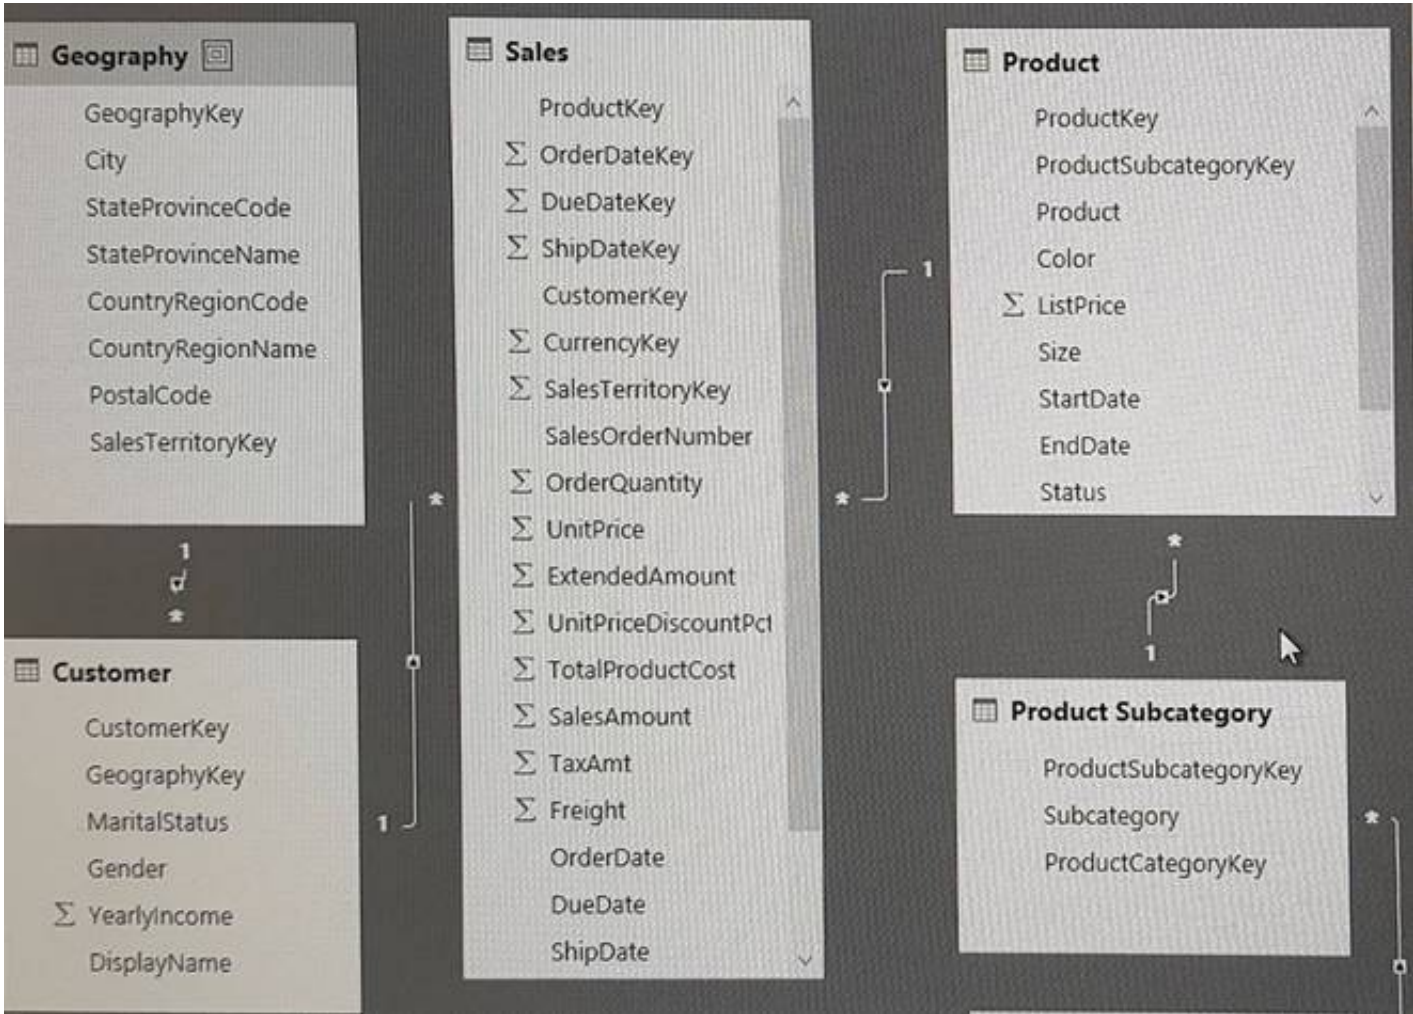 Geography
GeographyKey
City
StateProvinceCode
StateProvinceName
CountryRegionCode
CountryRegionName
PostalCode
SalesTerritoryKey
1
*
Customer
CustomerKey
GeographyKey
MaritalStatus
Gender
Σ YearlyIncome
DisplayName
*
1
Sales
ProductKey
Σ OrderDateKey
Σ DueDateKey
Σ ShipDateKey
CustomerKey
Σ CurrencyKey
Σ SalesTerritoryKey
SalesOrderNumber
Σ OrderQuantity
Σ UnitPrice
Σ ExtendedAmount
Σ UnitPriceDiscountPct
Σ TotalProductCost
Σ SalesAmount
Σ TaxAmt
Σ Freight
OrderDate
DueDate
ShipDate
1
*
Product
ProductKey
ProductSubcategoryKey
Product
Color
Σ ListPrice
Size
StartDate
EndDate
Status
*
1
Product Subcategory
ProductSubcategoryKey
Subcategory
ProductCategoryKey
*